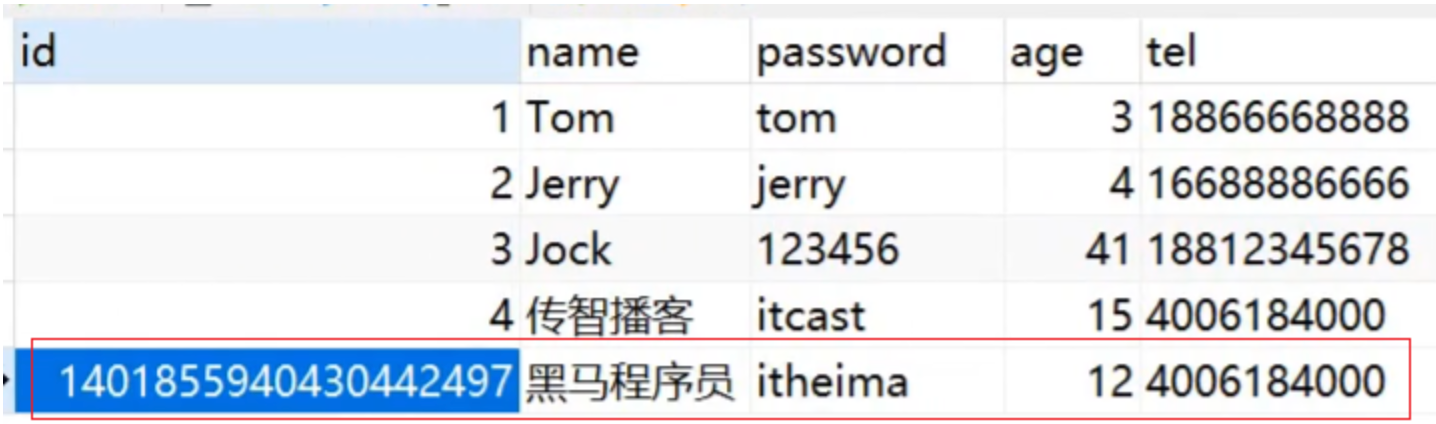 id name password age tel
1 Tom tom 3 18866668888
2 Jerry jerry 4 16688886666
3 Jock 123456 41 18812345678
4 传智播客 itcast 15 4006184000
1401855940430442497 黑马程序员 itheima 12 4006184000